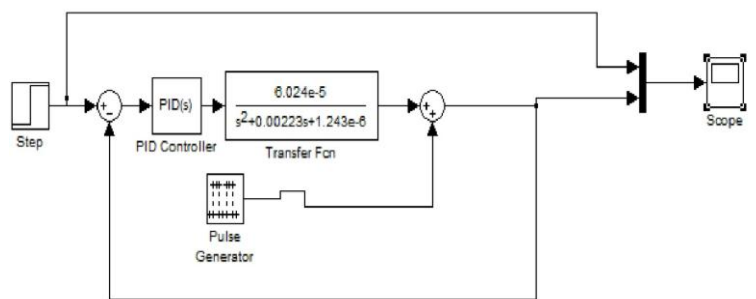 6.024e-5
s²+0.00223s+1.243e-6
PID(s)
Step
PID Controller
Transfer Fcn
Scope
Pulse
Generator
+
−
+
+